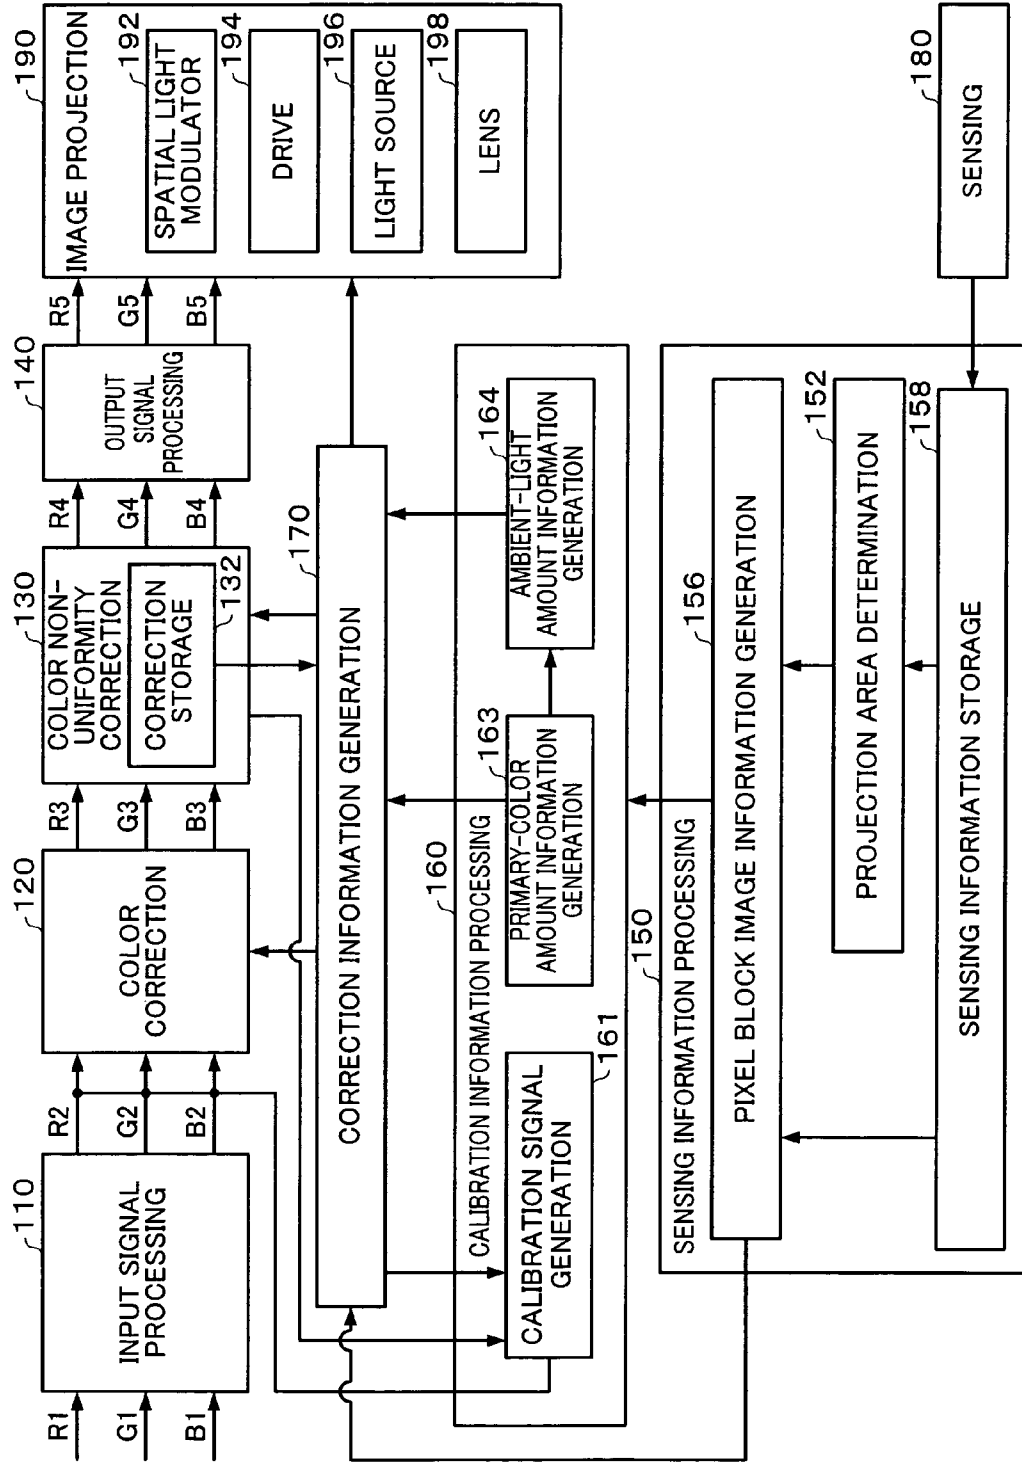 R1
G1
B1
110
INPUT SIGNAL
PROCESSING
R2
G2
B2
120
COLOR
CORRECTION
R3
G3
B3
130
COLOR NON-
UNIFORMITY
CORRECTION
CORRECTION
STORAGE
132
R4
G4
B4
140
OUTPUT
SIGNAL
PROCESSING
R5
G5
B5
190
IMAGE PROJECTION
192
SPATIAL LIGHT
MODULATOR
194
DRIVE
196
LIGHT SOURCE
198
LENS
170
CORRECTION INFORMATION GENERATION
160
CALIBRATION INFORMATION PROCESSING
161
CALIBRATION SIGNAL
GENERATION
163
PRIMARY-COLOR
AMOUNT INFORMATION
GENERATION
164
AMBIENT-LIGHT
AMOUNT INFORMATION
GENERATION
150
SENSING INFORMATION PROCESSING
156
PIXEL BLOCK IMAGE INFORMATION GENERATION
152
PROJECTION AREA DETERMINATION
158
SENSING INFORMATION STORAGE
180
SENSING